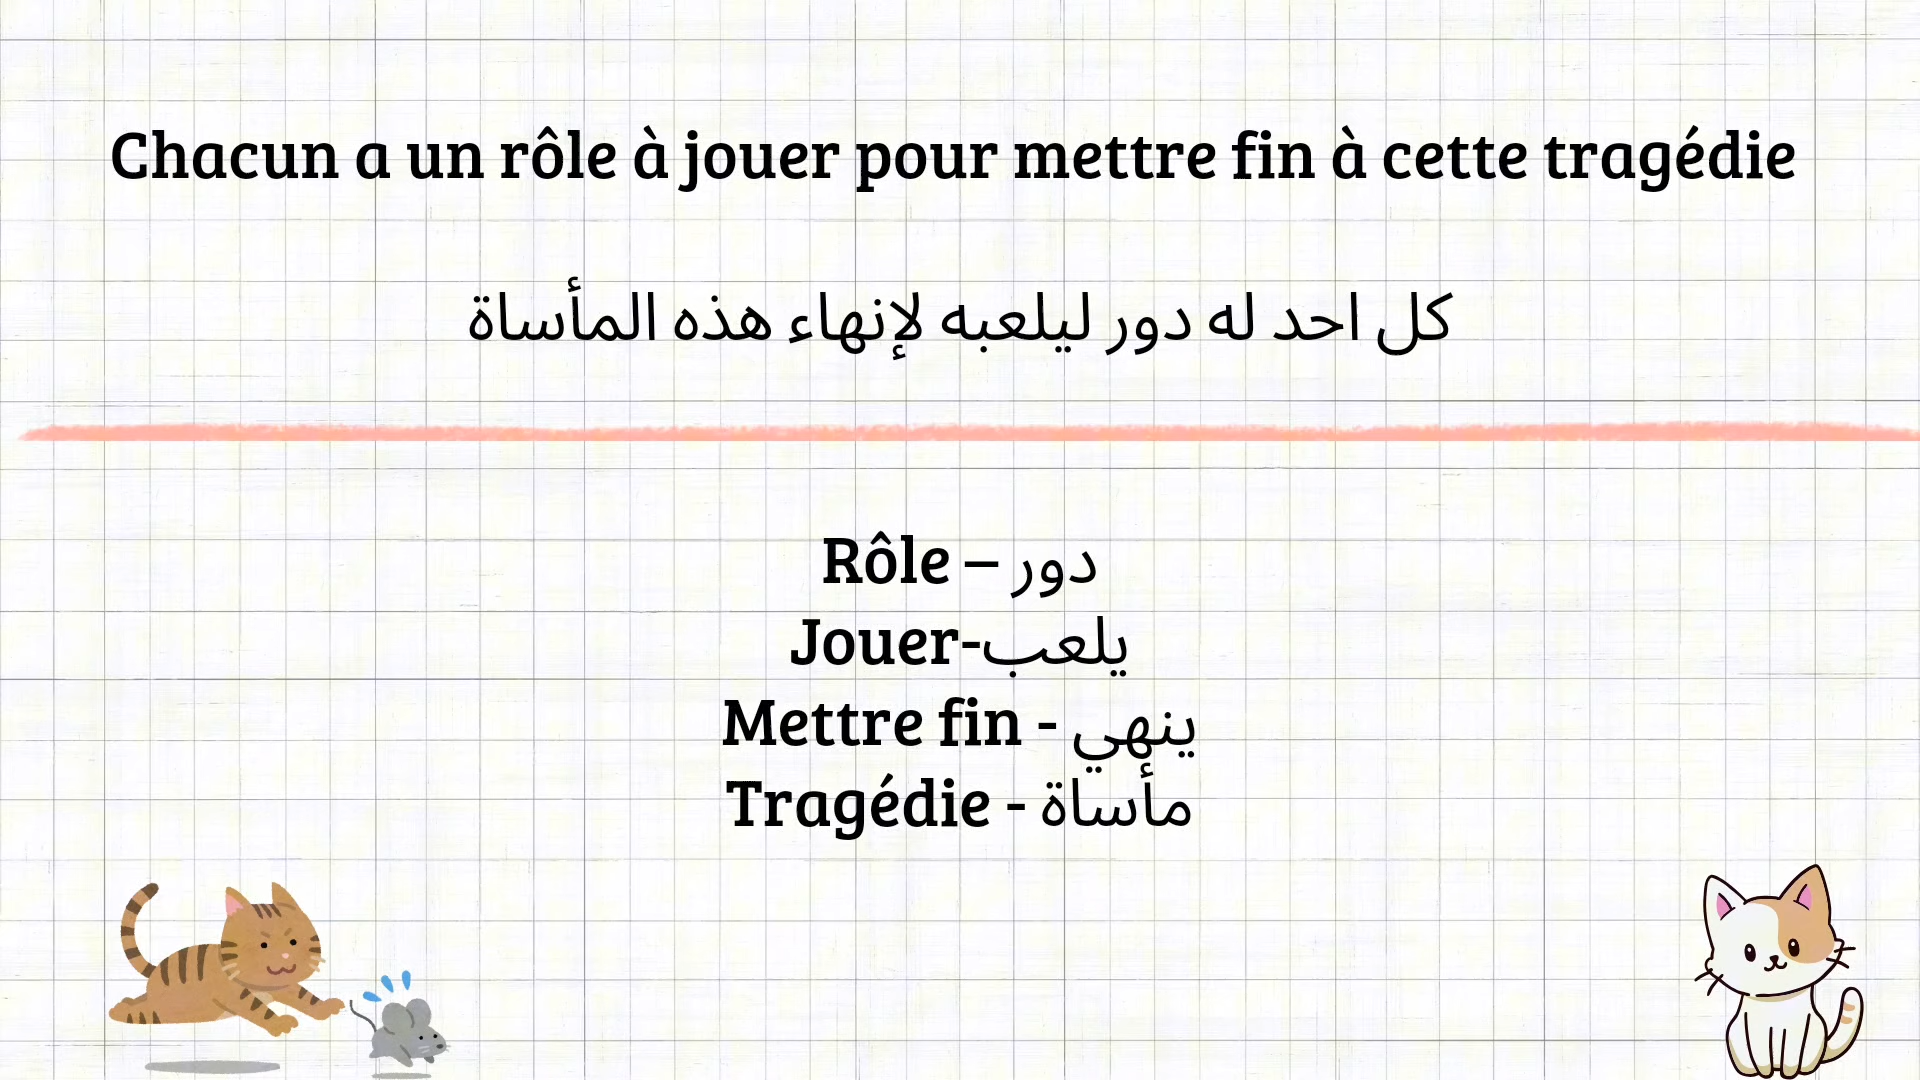 Chacun a un rôle à jouer pour mettre fin à cette tragédie
كل احد له دور ليلعبه لإنهاء هذه المأساة
Rôle – دور
Jouer-يلعب
Mettre fin - ينهي
Tragédie - مأساة